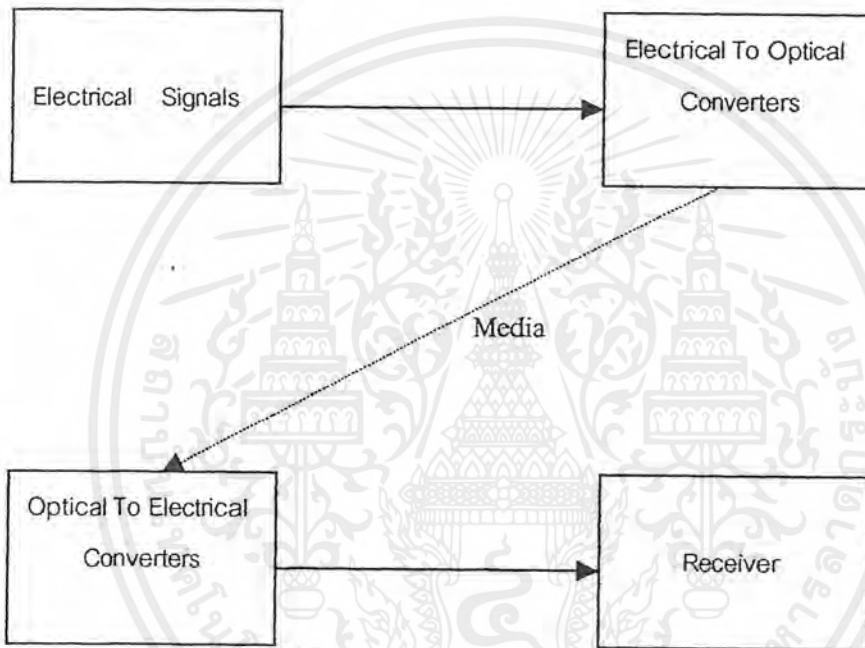 Electrical Signals
Electrical To Optical
Converters
Media
Optical To Electrical
Converters
Receiver